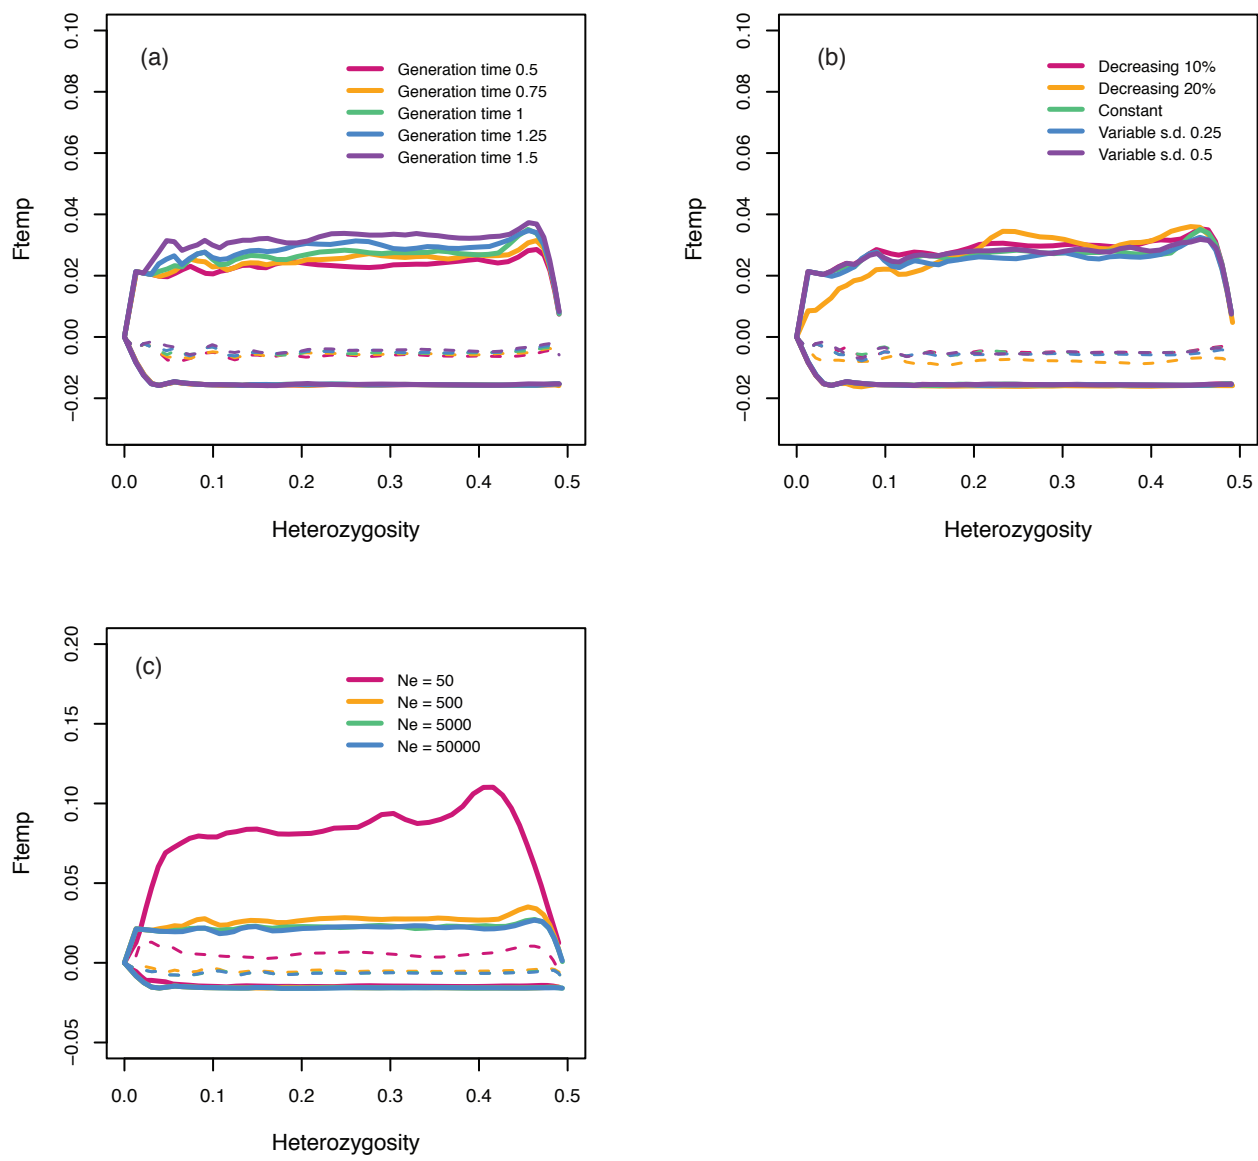 (a)
Generation time 0.5
Generation time 0.75
Generation time 1
Generation time 1.25
Generation time 1.5
0.10
0.08
0.06
0.04
0.02
0.00
−0.02
Ftemp
0.0 0.1 0.2 0.3 0.4 0.5
Heterozygosity
(b)
Decreasing 10%
Decreasing 20%
Constant
Variable s.d. 0.25
Variable s.d. 0.5
0.10
0.08
0.06
0.04
0.02
0.00
−0.02
Ftemp
0.0 0.1 0.2 0.3 0.4 0.5
Heterozygosity
(c)
Ne = 50
Ne = 500
Ne = 5000
Ne = 50000
0.20
0.15
0.10
0.05
0.00
−0.05
Ftemp
0.0 0.1 0.2 0.3 0.4 0.5
Heterozygosity